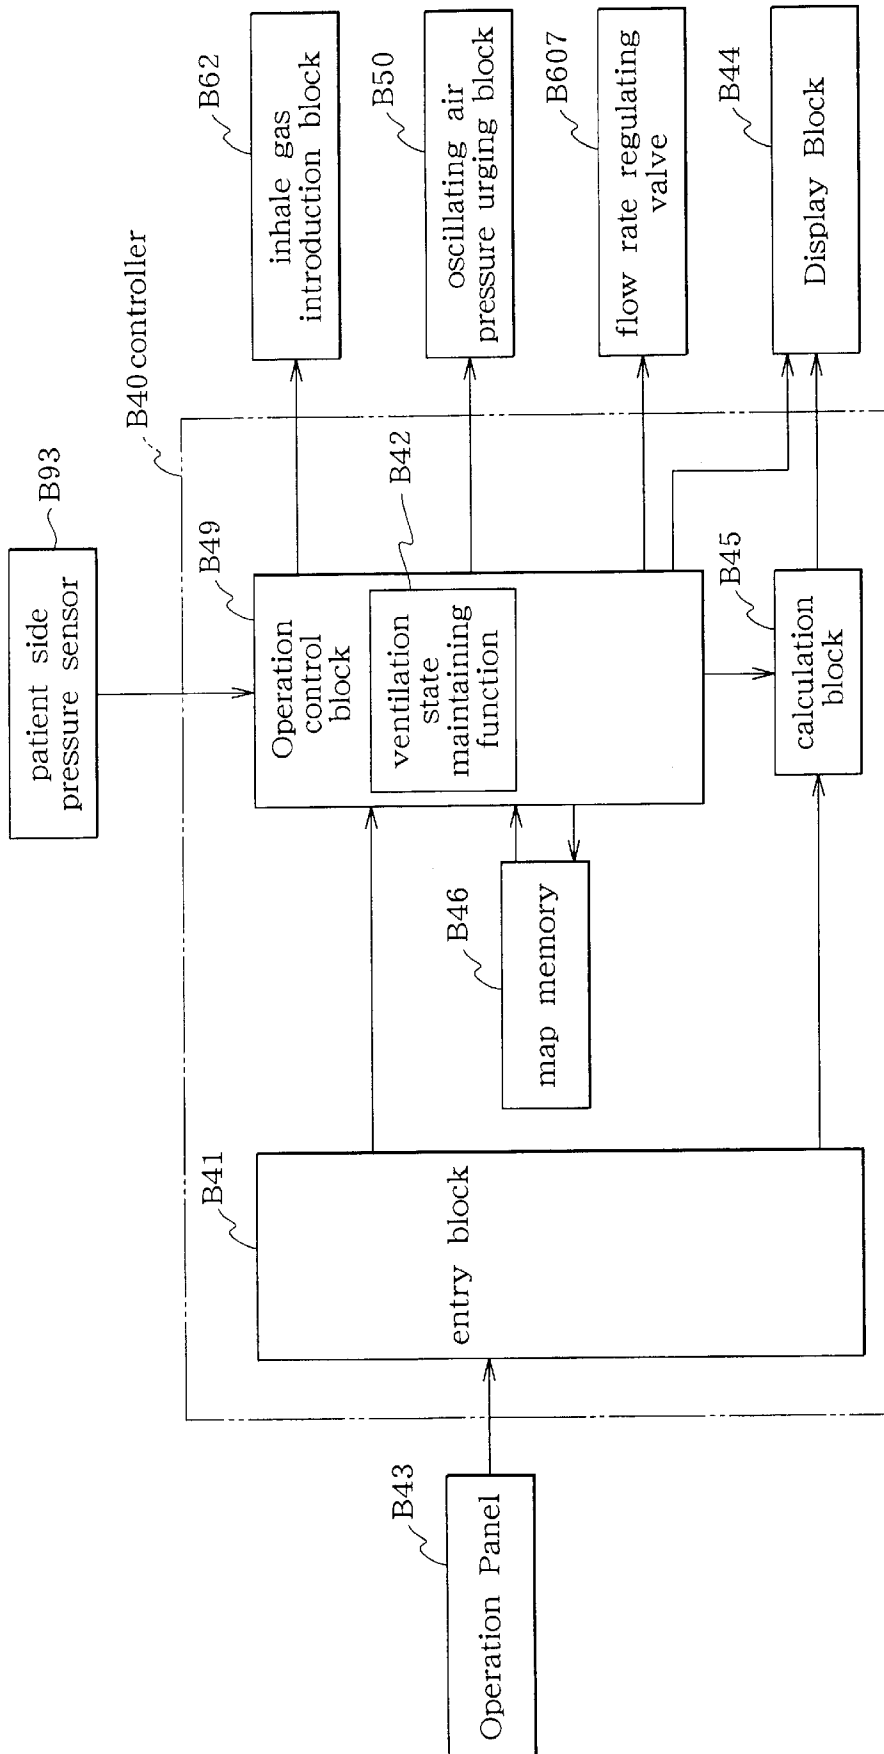 B93
patient side
pressure sensor
B40 controller
B62
inhale gas
introduction block
B50
oscillating air
pressure urging block
B607
flow rate regulating
valve
B44
Display Block
B49
Operation
control
block
B42
ventilation
state
maintaining
function
B45
calculation
block
B46
map memory
B41
entry block
B43
Operation Panel